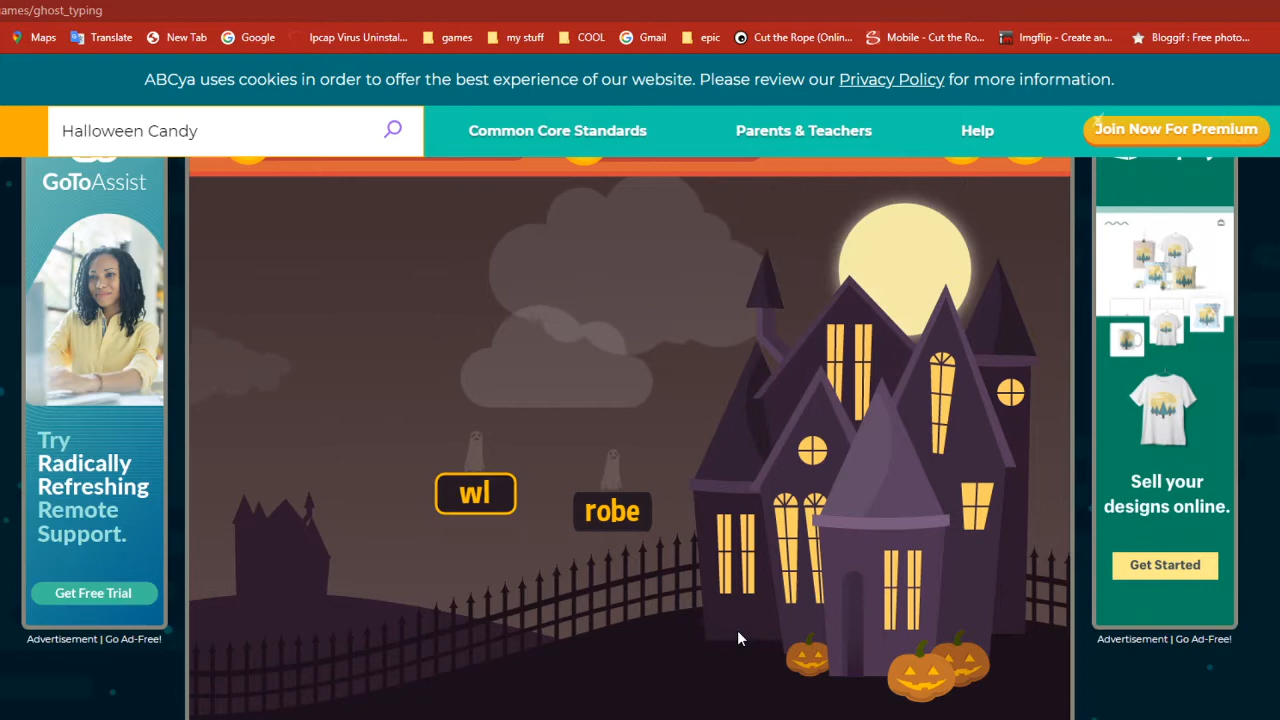 ames/ghost_typing
Maps Translate New Tab Google Ipcap Virus Uninstal... games my stuff COOL Gmail epic Cut the Rope (Onlin... Mobile - Cut the Ro... Imgflip - Create an... Bloggif : Free photo...
ABCya uses cookies in order to offer the best experience of our website. Please review our Privacy Policy for more information.
Halloween Candy Common Core Standards Parents & Teachers Help Join Now For Premium
GoToAssist
Try
Radically
Refreshing
Remote
Support.
Get Free Trial
Advertisement | Go Ad-Free!
wl
robe
Sell your
designs online.
Get Started
Advertisement | Go Ad-Free!